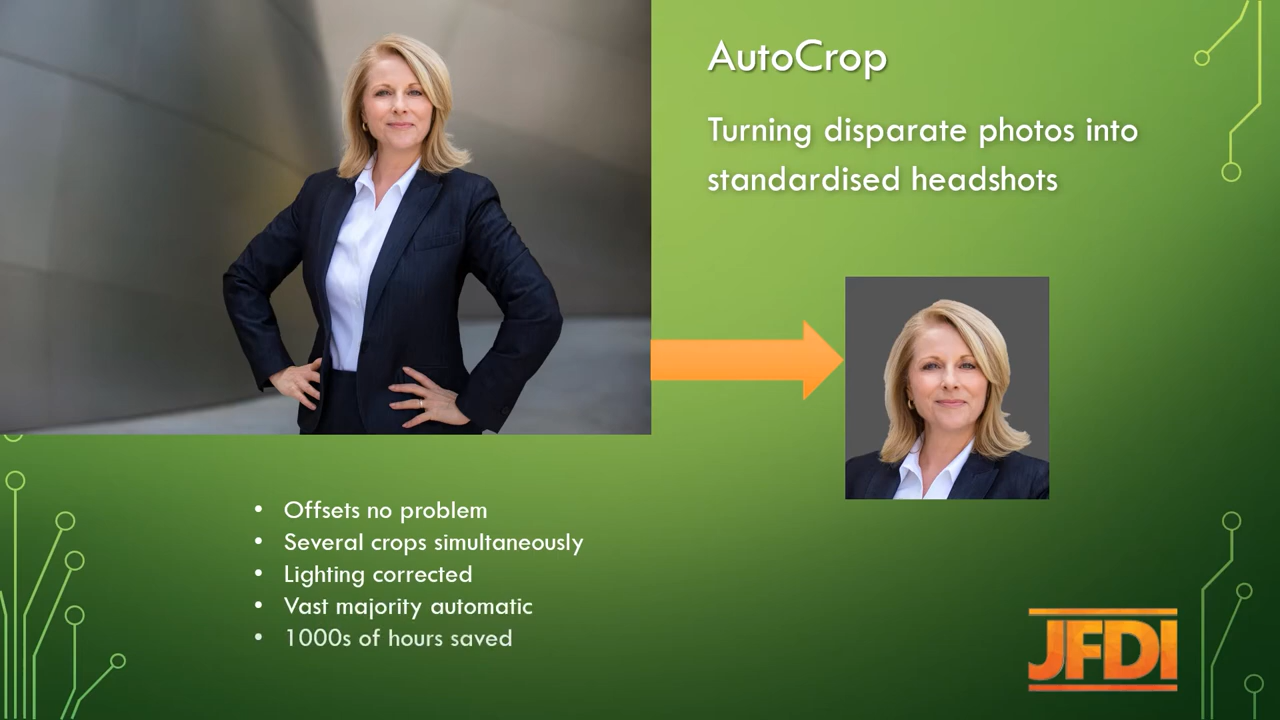 AutoCrop
Turning disparate photos into
standardised headshots
• Offsets no problem
• Several crops simultaneously
• Lighting corrected
• Vast majority automatic
• 1000s of hours saved
JFDI